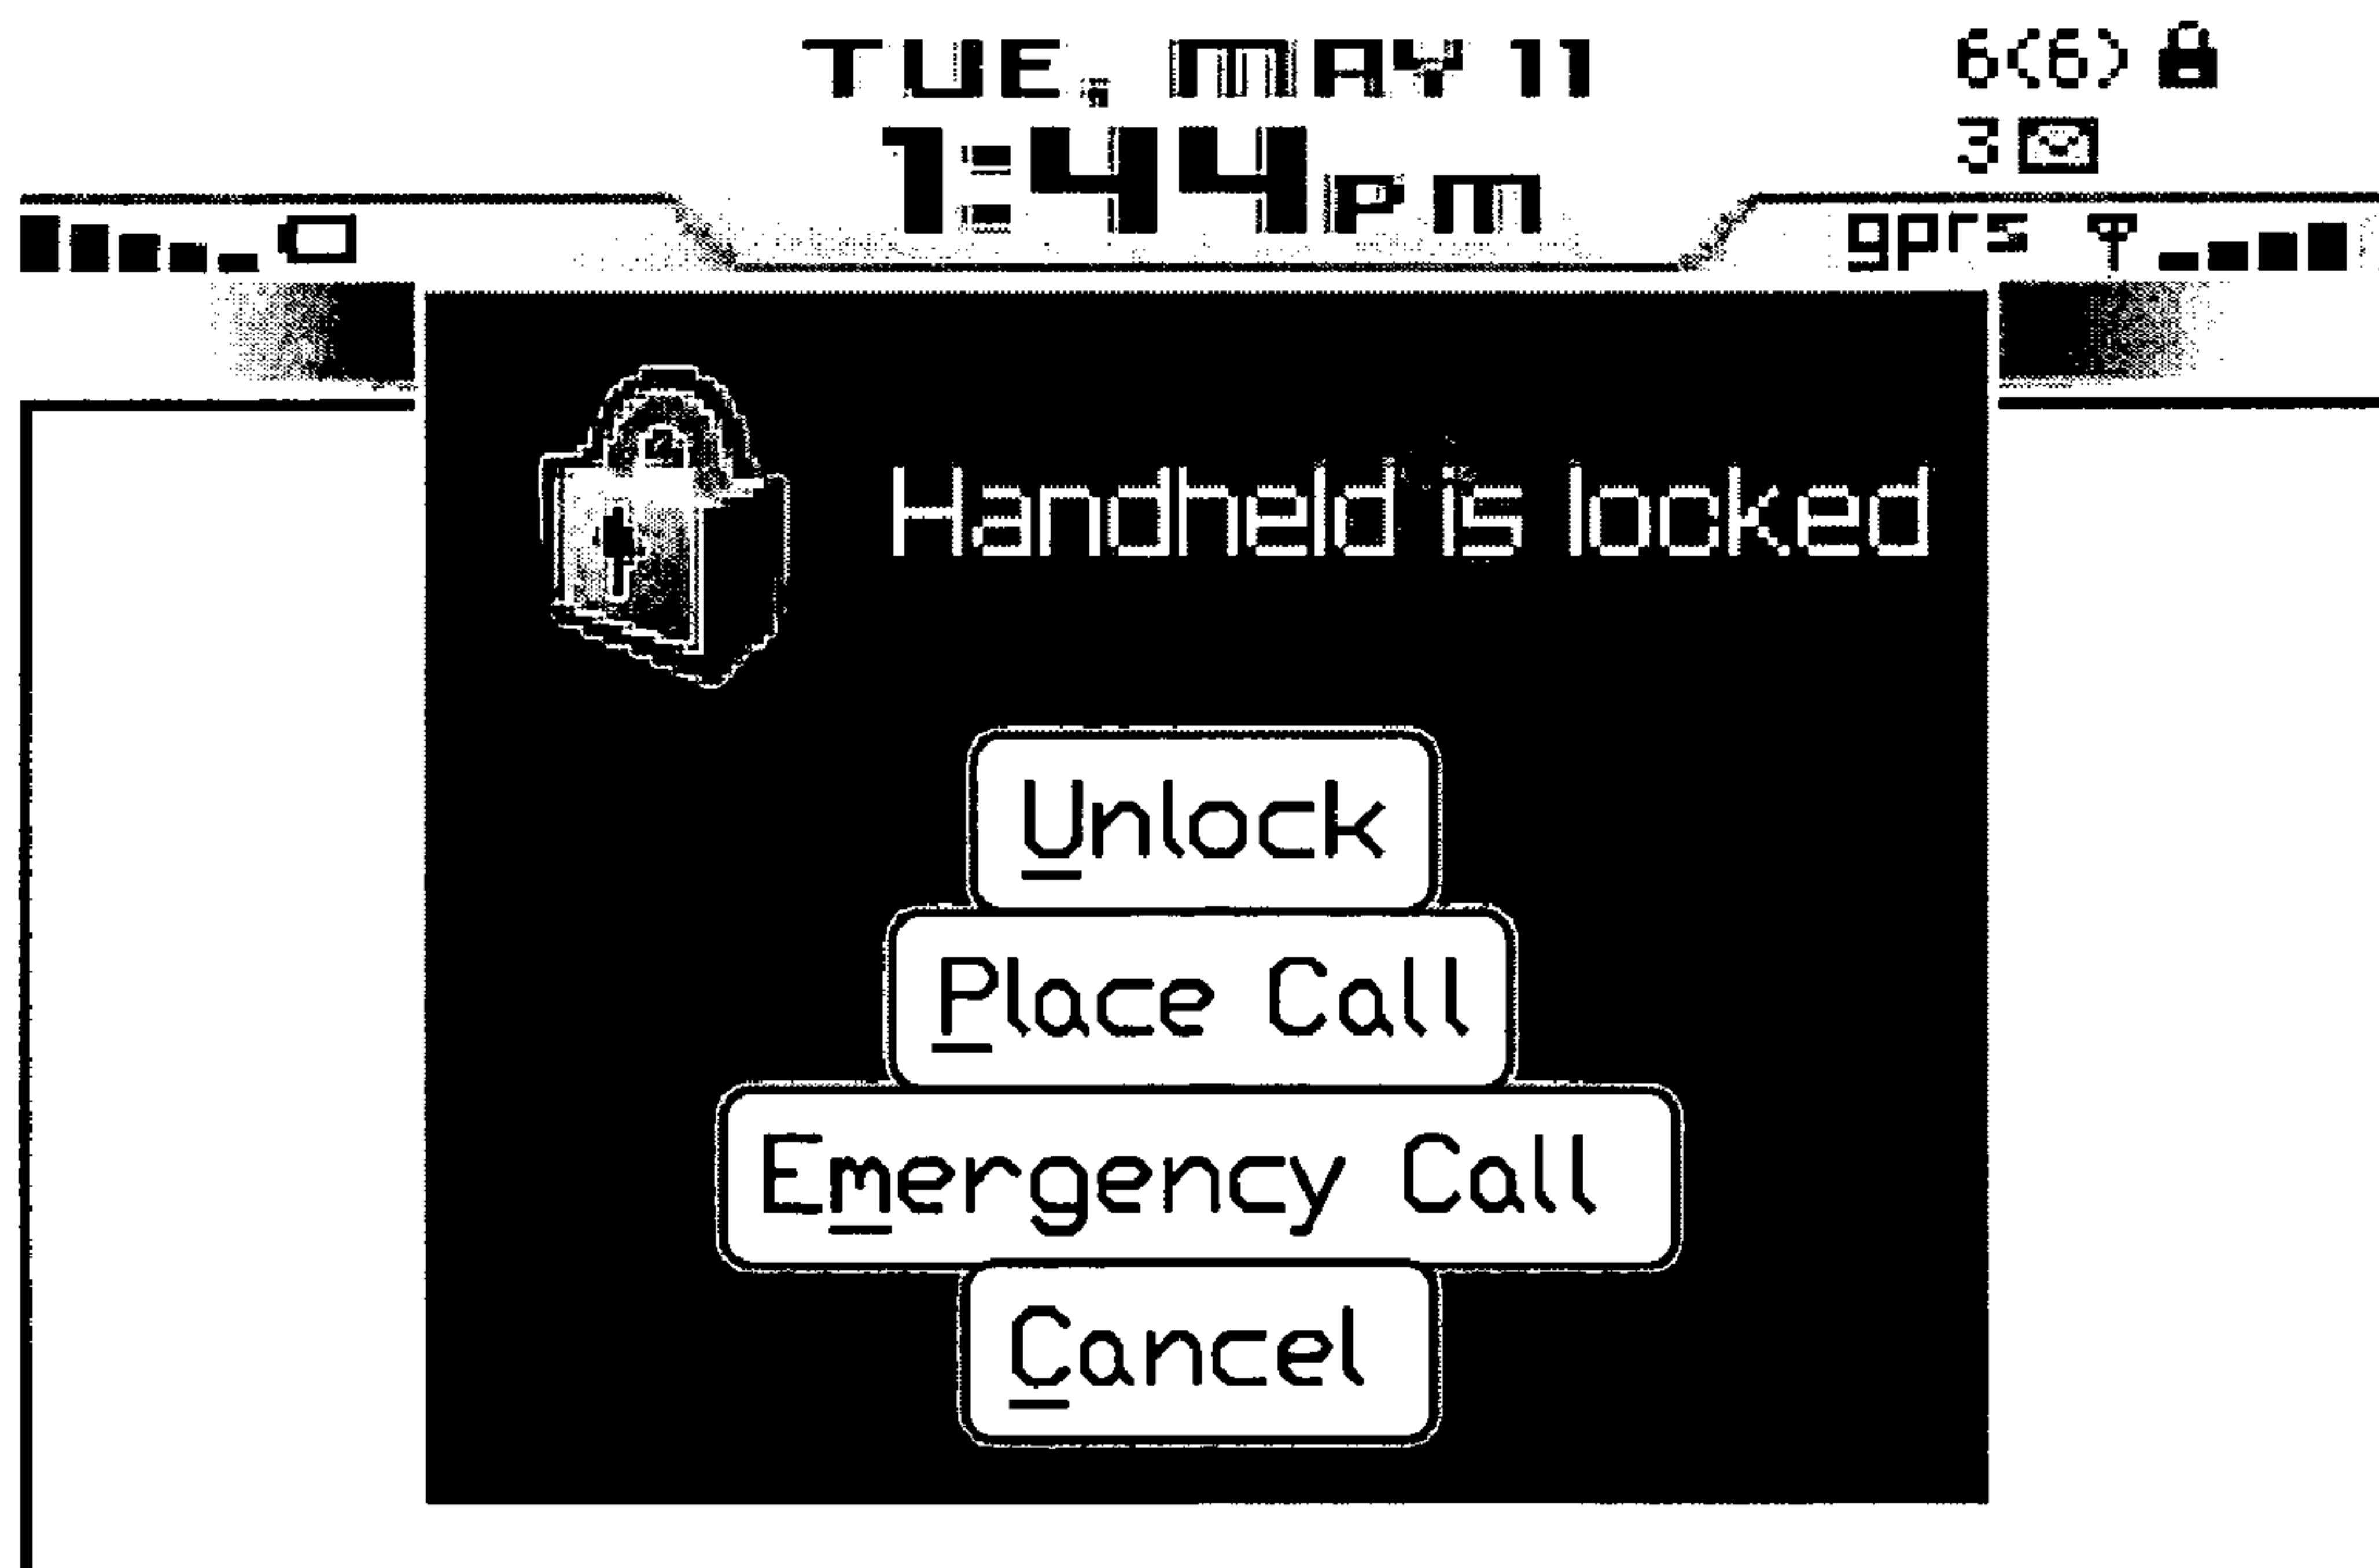 TUE, MAY 11
6(6)
1:44pm
3
gprs
Handheld is locked
Unlock
Place Call
Emergency Call
Cancel